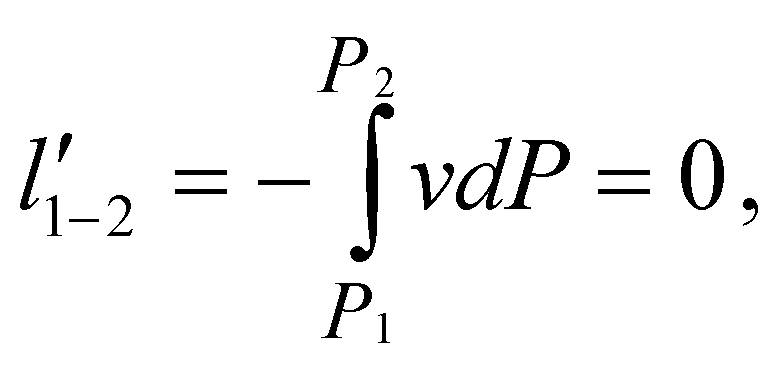 l′₁₋₂ = − ∫_{P₁}^{P₂} vdP = 0,